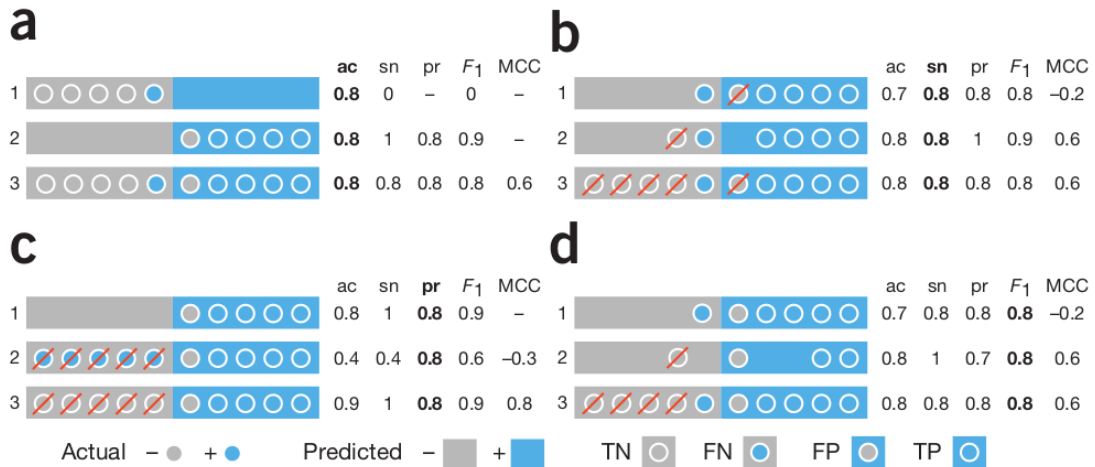 a
ac sn pr F1 MCC
1 0.8 0 – 0 –
2 0.8 1 0.8 0.9 –
3 0.8 0.8 0.8 0.8 0.6
b
ac sn pr F1 MCC
1 0.7 0.8 0.8 0.8 –0.2
2 0.8 0.8 1 0.9 0.6
3 0.8 0.8 0.8 0.8 0.6
c
ac sn pr F1 MCC
1 0.8 1 0.8 0.9 –
2 0.4 0.4 0.8 0.6 –0.3
3 0.9 1 0.8 0.9 0.8
d
ac sn pr F1 MCC
1 0.7 0.8 0.8 0.8 –0.2
2 0.8 1 0.7 0.8 0.6
3 0.8 0.8 0.8 0.8 0.6
Actual – + Predicted – + TN FN FP TP